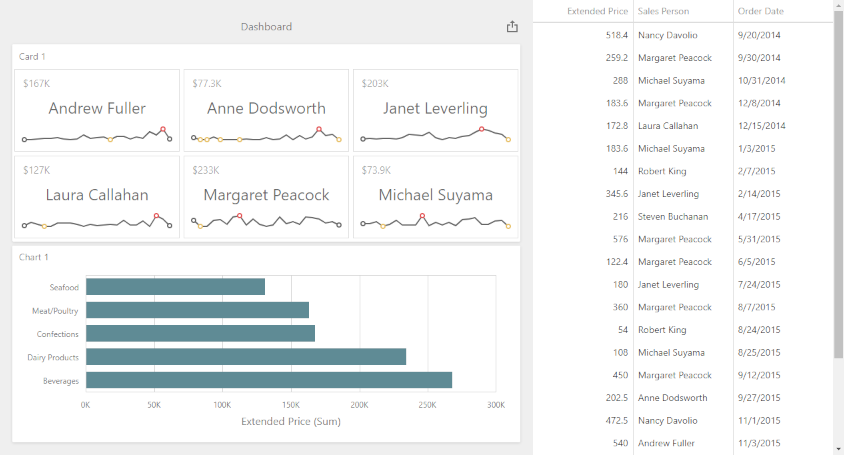 Dashboard
Card 1
$167K
Andrew Fuller
$77.3K
Anne Dodsworth
$203K
Janet Leverling
$127K
Laura Callahan
$233K
Margaret Peacock
$73.9K
Michael Suyama
Chart 1
Seafood
Meat/Poultry
Confections
Dairy Products
Beverages
0K 50K 100K 150K 200K 250K 300K
Extended Price (Sum)
Extended Price Sales Person Order Date
518.4 Nancy Davolio 9/20/2014
259.2 Margaret Peacock 9/30/2014
288 Michael Suyama 10/31/2014
183.6 Margaret Peacock 12/8/2014
172.8 Laura Callahan 12/15/2014
183.6 Michael Suyama 1/3/2015
144 Robert King 2/7/2015
345.6 Janet Leverling 2/14/2015
216 Steven Buchanan 4/17/2015
576 Margaret Peacock 5/31/2015
122.4 Margaret Peacock 6/5/2015
180 Janet Leverling 7/24/2015
360 Margaret Peacock 8/7/2015
54 Robert King 8/24/2015
108 Michael Suyama 8/25/2015
450 Margaret Peacock 9/12/2015
202.5 Anne Dodsworth 9/27/2015
472.5 Nancy Davolio 11/1/2015
540 Andrew Fuller 11/3/2015